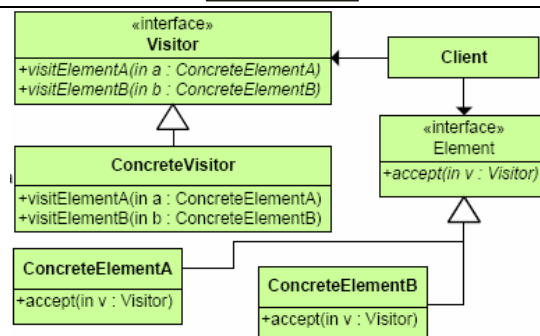 «interface»
Visitor
+visitElementA(in a : ConcreteElementA)
+visitElementB(in b : ConcreteElementB)
Client
«interface»
Element
+accept(in v : Visitor)
ConcreteVisitor
+visitElementA(in a : ConcreteElementA)
+visitElementB(in b : ConcreteElementB)
ConcreteElementA
+accept(in v : Visitor)
ConcreteElementB
+accept(in v : Visitor)